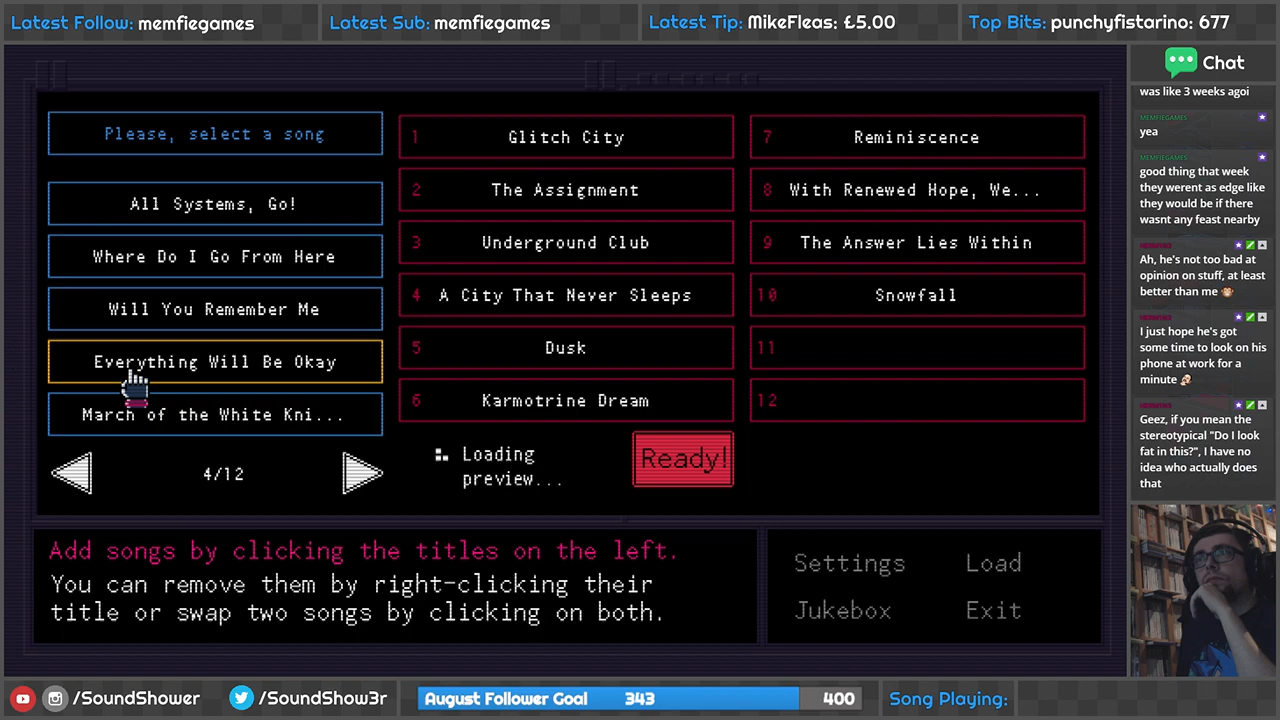 Latest Follow: memfiegames
Latest Sub: memfiegames
Latest Tip: MikeFleas: £5.00
Top Bits: punchyfistarino: 677
Please, select a song
All Systems, Go!
Where Do I Go From Here
Will You Remember Me
Everything Will Be Okay
March of the White Kni...
4/12
1 Glitch City
2 The Assignment
3 Underground Club
4 A City That Never Sleeps
5 Dusk
6 Karmotrine Dream
7 Reminiscence
8 With Renewed Hope, We...
9 The Answer Lies Within
10 Snowfall
11
12
Loading
preview...
Ready!
Add songs by clicking the titles on the left.
You can remove them by right-clicking their
title or swap two songs by clicking on both.
Settings Load
Jukebox Exit
Chat
was like 3 weeks agoi
MEMFIEGAMES
yea
MEMFIEGAMES
good thing that week
they werent as edge like
they would be if there
wasnt any feast nearby
Ah, he's not too bad at
opinion on stuff, at least
better than me
I just hope he's got
some time to look on his
phone at work for a
minute
Geez, if you mean the
stereotypical "Do I look
fat in this?", I have no
idea who actually does
that
/SoundShower
/SoundShow3r
August Follower Goal 343 400
Song Playing: